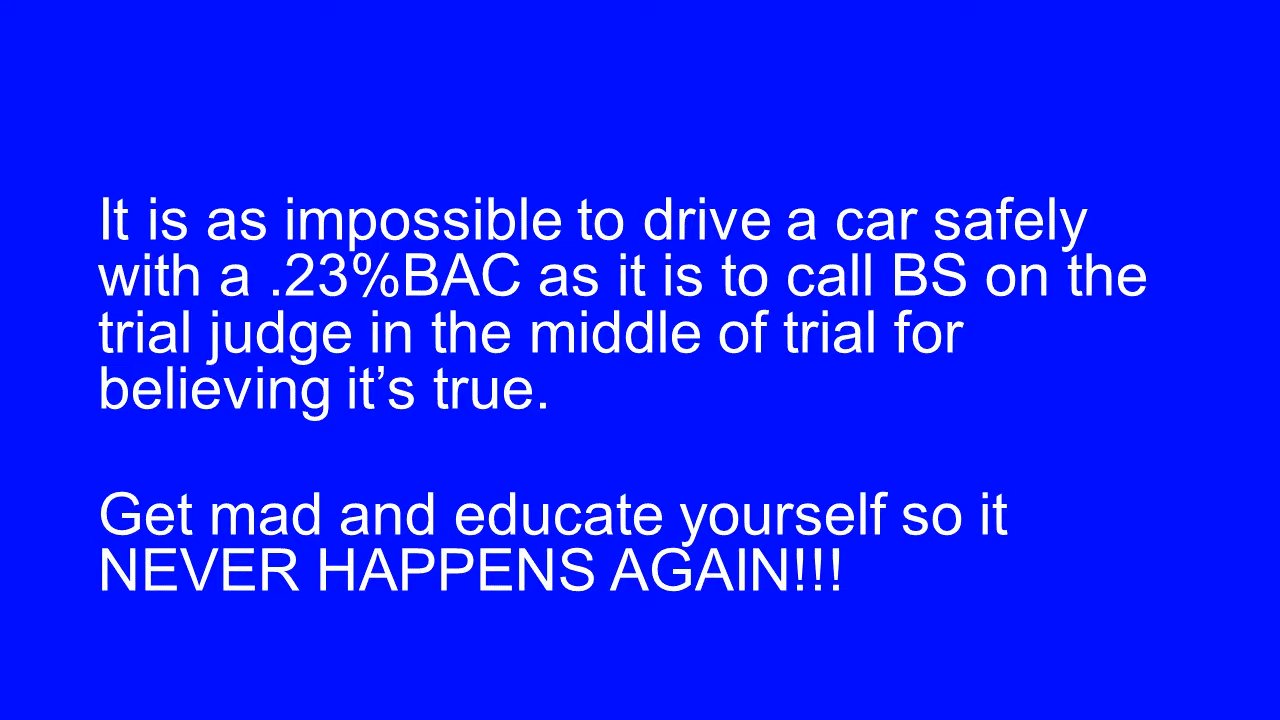 It is as impossible to drive a car safely
with a .23%BAC as it is to call BS on the
trial judge in the middle of trial for
believing it’s true.
Get mad and educate yourself so it
NEVER HAPPENS AGAIN!!!